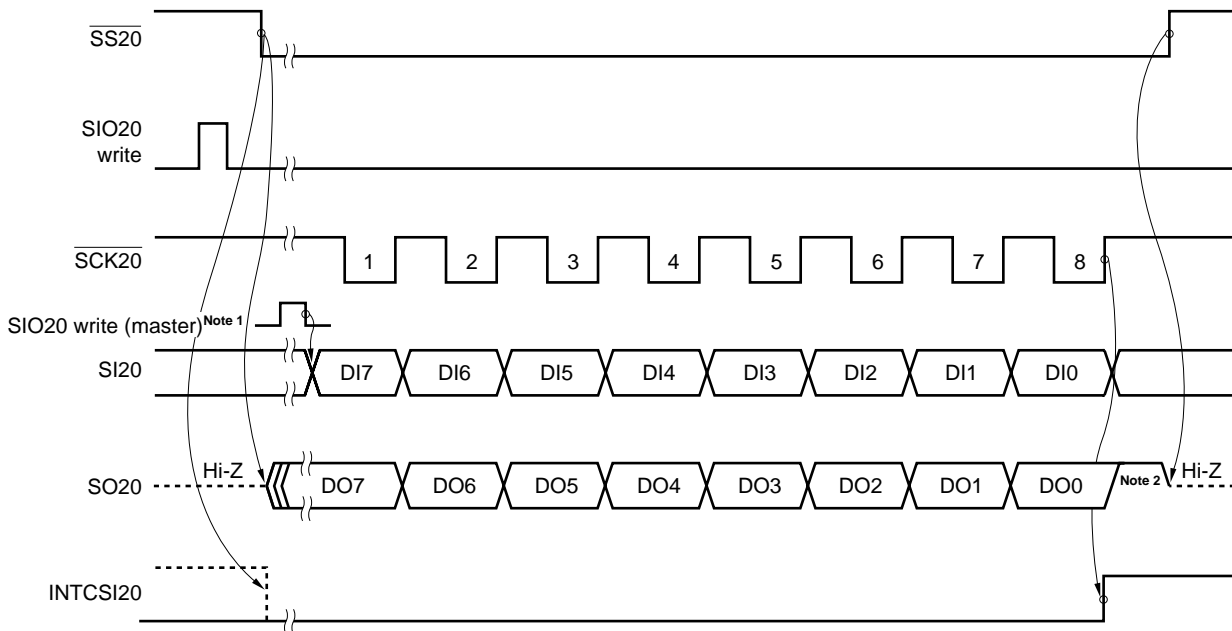 SS20
SIO20
write
SCK20
1 2 3 4 5 6 7 8
SIO20 write (master)Note 1
SI20
DI7 DI6 DI5 DI4 DI3 DI2 DI1 DI0
SO20
Hi-Z
DO7 DO6 DO5 DO4 DO3 DO2 DO1 DO0
Note 2
Hi-Z
INTCSI20